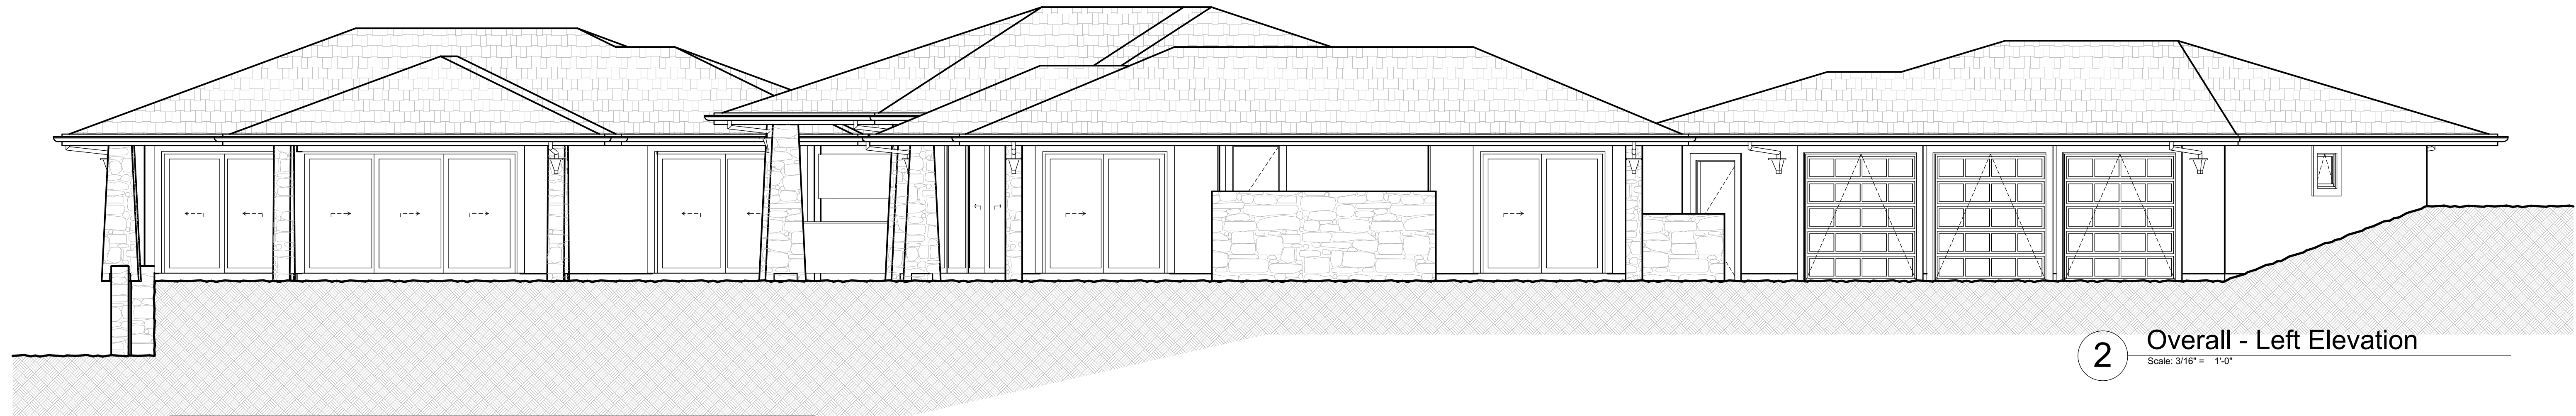 2
Overall - Left Elevation
Scale: 3/16" = 1'-0"